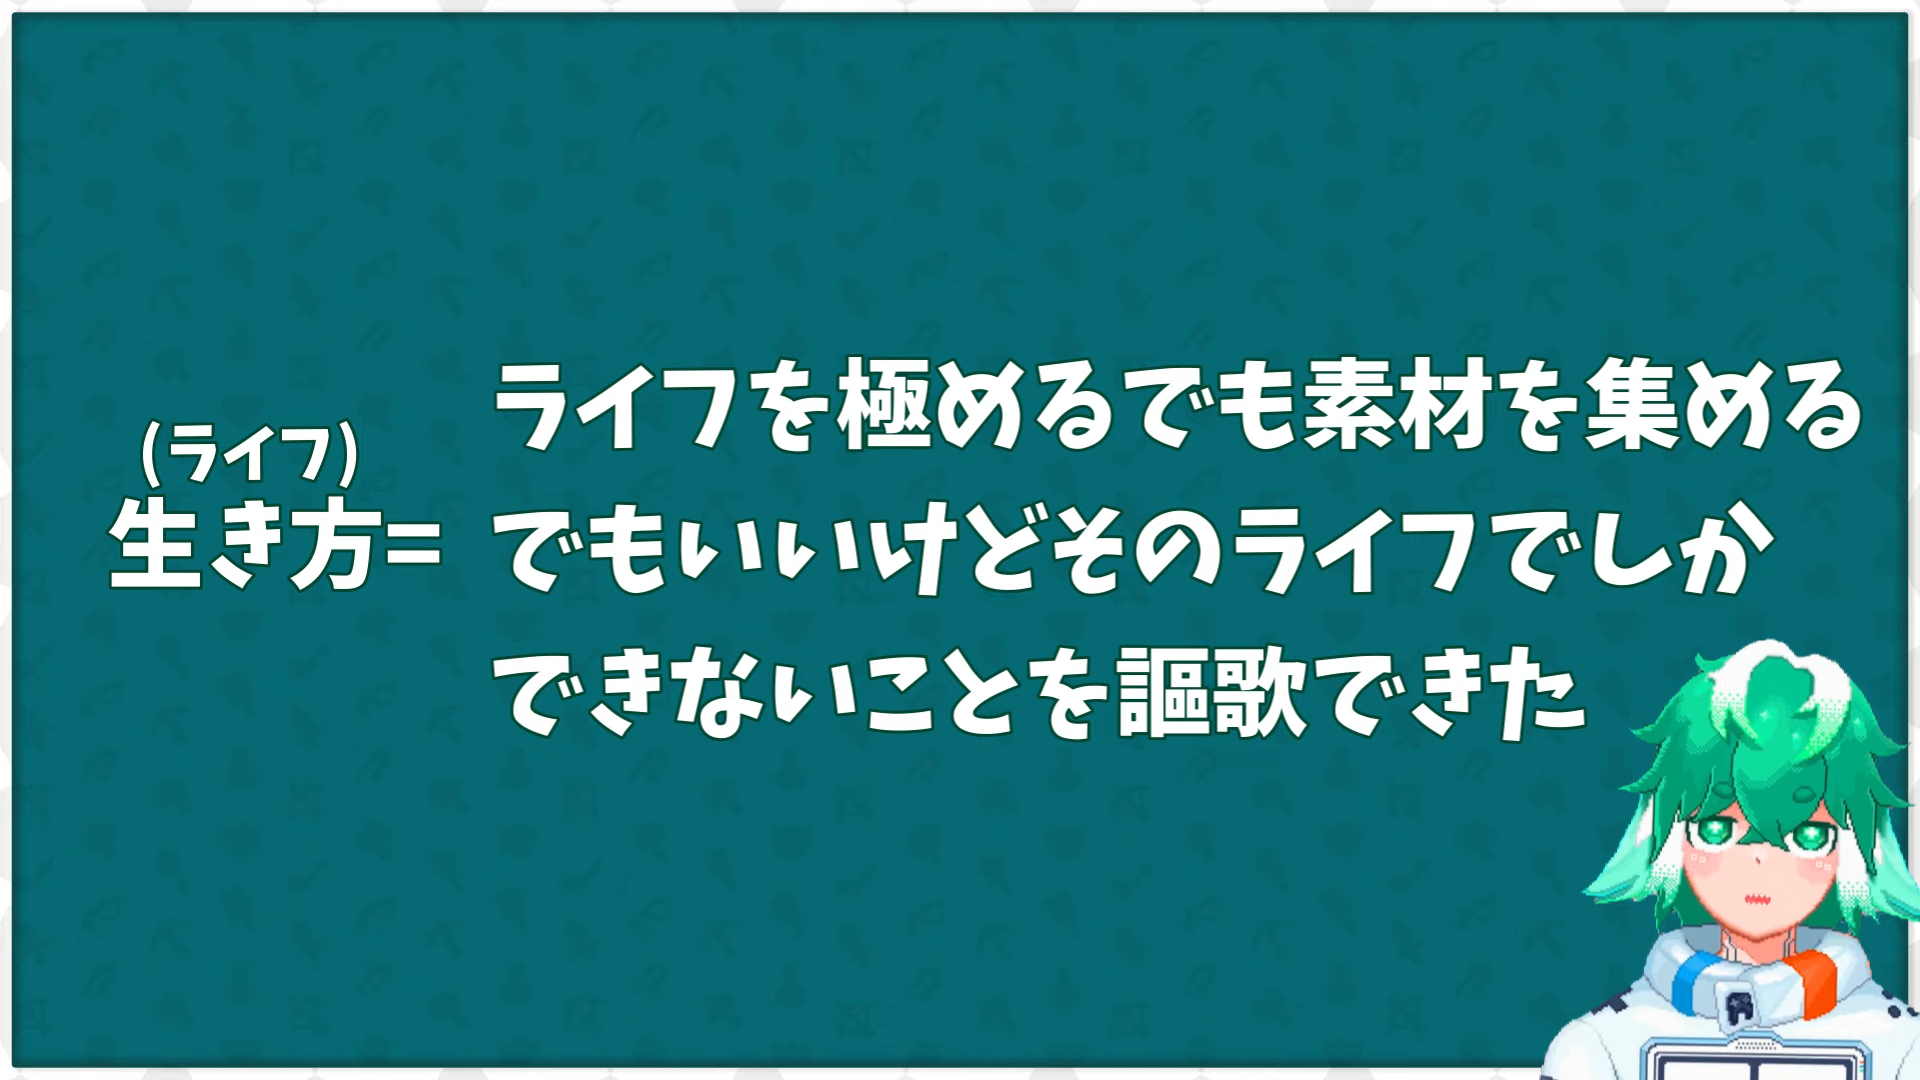 (ライフ)
生き方=
ライフを極めるでも素材を集める
でもいいけどそのライフでしか
できないことを謳歌できた